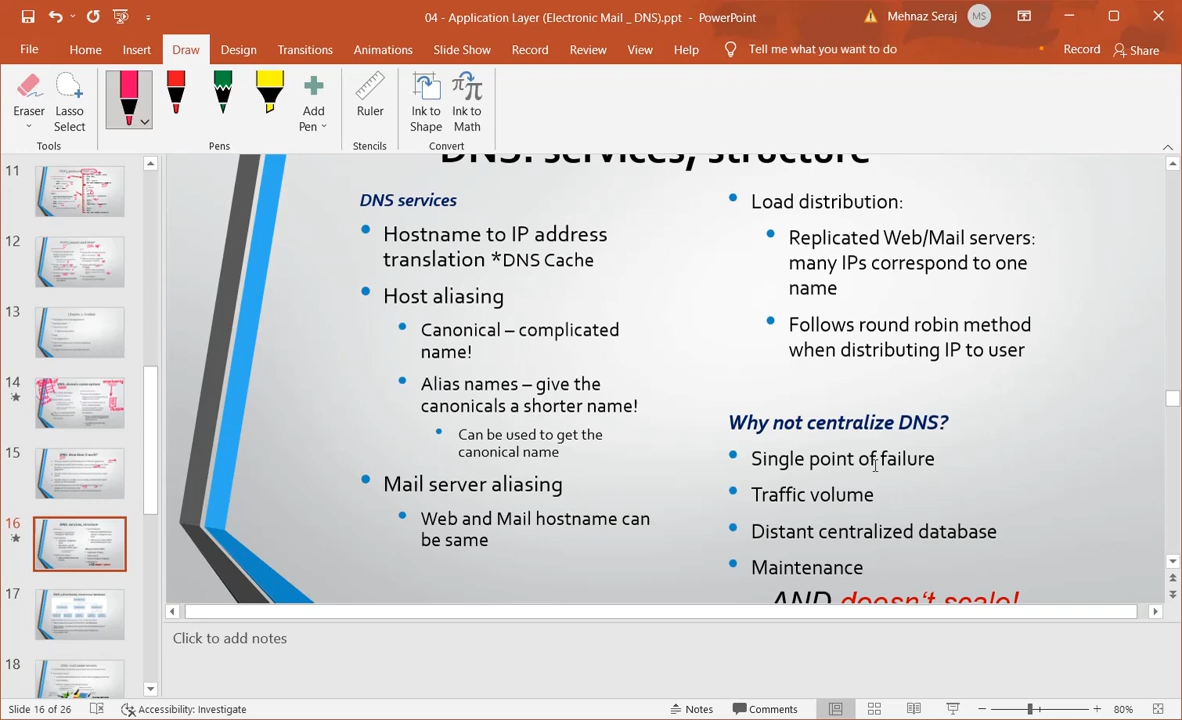 04 - Application Layer (Electronic Mail _ DNS).ppt - PowerPoint
Mehnaz Seraj
MS
File
Home
Insert
Draw
Design
Transitions
Animations
Slide Show
Record
Review
View
Help
Tell me what you want to do
Record
Share
Eraser
Lasso
Select
Add
Pen
Ruler
Ink to
Shape
Ink to
Math
Tools
Pens
Stencils
Convert
11
12
13
14
15
16
17
18
DNS: services, structure
DNS services
Hostname to IP address
translation *DNS Cache
Host aliasing
Canonical – complicated
name!
Alias names – give the
canonicals a shorter name!
Can be used to get the
canonical name
Mail server aliasing
Web and Mail hostname can
be same
Load distribution:
Replicated Web/Mail servers:
many IPs correspond to one
name
Follows round robin method
when distributing IP to user
Why not centralize DNS?
Single point of failure
Traffic volume
Distant centralized database
Maintenance
AND doesn't scale!
Click to add notes
Slide 16 of 26
Accessibility: Investigate
Notes
Comments
80%